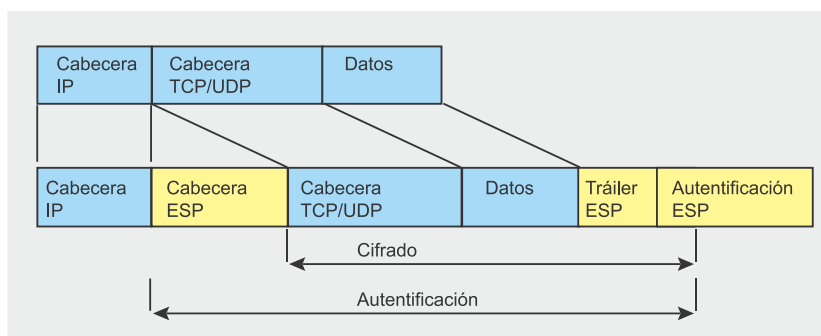 Cabecera
IP
Cabecera
TCP/UDP
Datos
Cabecera
IP
Cabecera
ESP
Cabecera
TCP/UDP
Datos
Tráiler
ESP
Autentificación
ESP
Cifrado
Autentificación